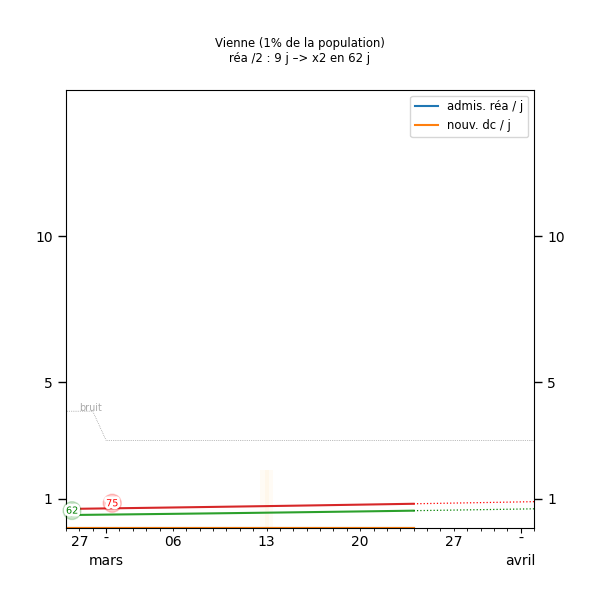 Vienne (1% de la population)
réa /2 : 9 j –> x2 en 62 j
admis. réa / j
nouv. dc / j
10 10
5 5
bruit
1 1
75
62
27 - 06 13 20 27 -
mars avril